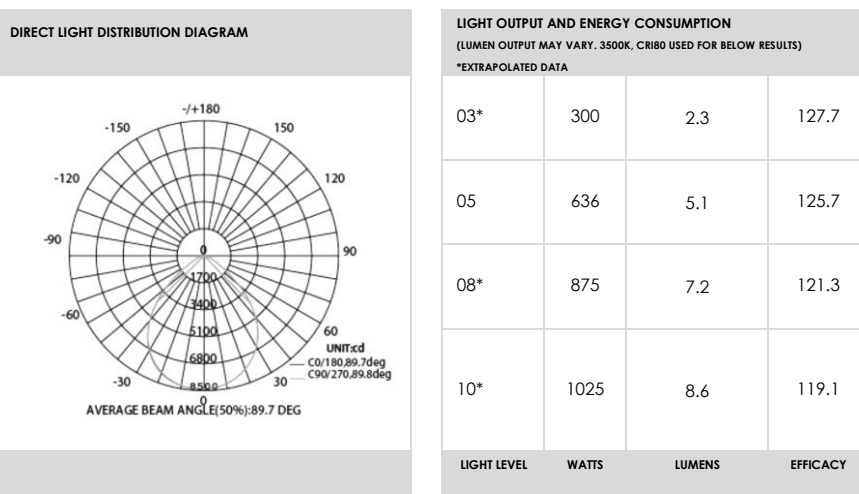 DIRECT LIGHT DISTRIBUTION DIAGRAM
-/+180
-150 150
-120 120
-90 90
-60 60
-30 30
0
1700
3400
5100
6800
8500
0
UNIT:cd
C0/180,89.7deg
C90/270,89.8deg
AVERAGE BEAM ANGLE(50%):89.7 DEG
LIGHT OUTPUT AND ENERGY CONSUMPTION
(LUMEN OUTPUT MAY VARY. 3500K, CRI80 USED FOR BELOW RESULTS)
*EXTRAPOLATED DATA
03* 300 2.3 127.7
05 636 5.1 125.7
08* 875 7.2 121.3
10* 1025 8.6 119.1
LIGHT LEVEL WATTS LUMENS EFFICACY